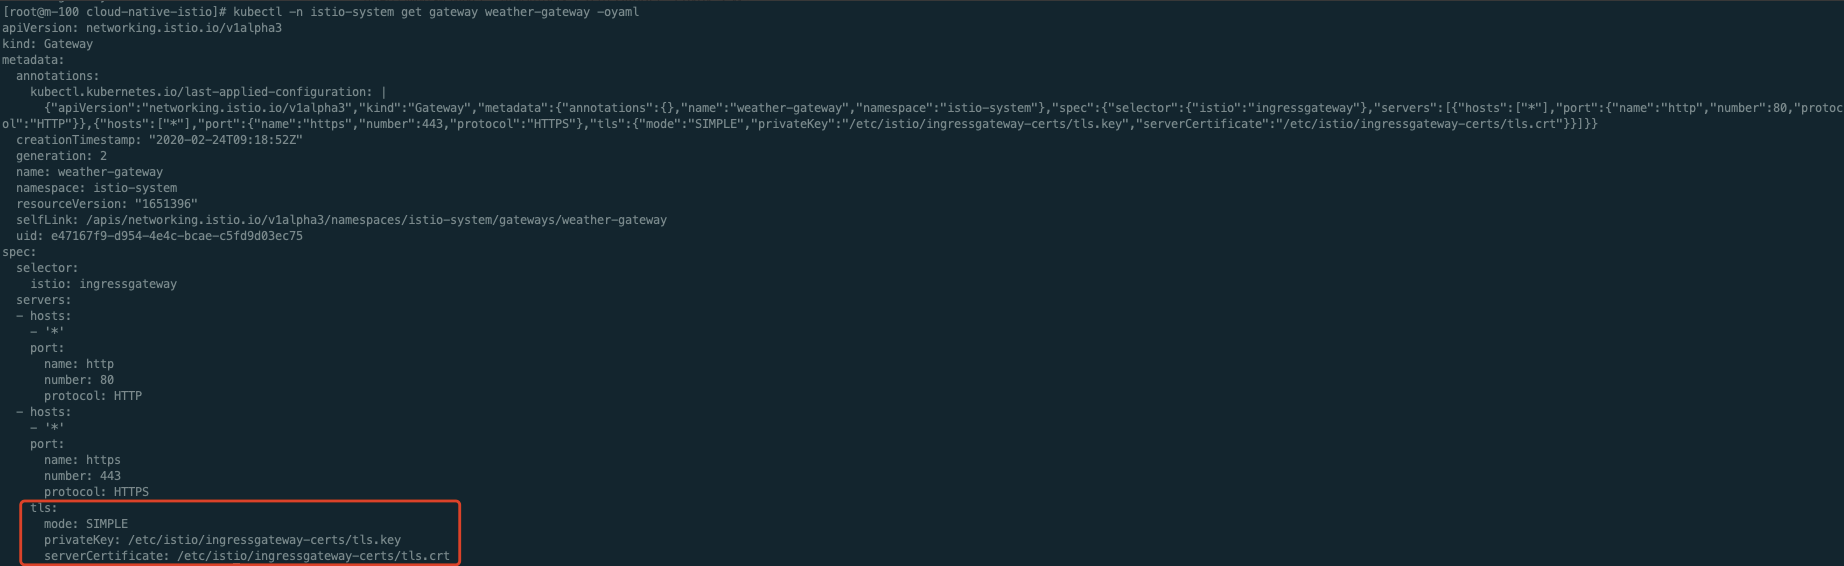 [root@m-100 cloud-native-istio]# kubectl -n istio-system get gateway weather-gateway -oyaml
apiVersion: networking.istio.io/v1alpha3
kind: Gateway
metadata:
  annotations:
    kubectl.kubernetes.io/last-applied-configuration: |
      {"apiVersion":"networking.istio.io/v1alpha3","kind":"Gateway","metadata":{"annotations":{},"name":"weather-gateway","namespace":"istio-system"},"spec":{"selector":{"istio":"ingressgateway"},"servers":[{"hosts":["*"],"port":{"name":"http","number":80,"protoc
ol":"HTTP"}},{"hosts":["*"],"port":{"name":"https","number":443,"protocol":"HTTPS"},"tls":{"mode":"SIMPLE","privateKey":"/etc/istio/ingressgateway-certs/tls.key","serverCertificate":"/etc/istio/ingressgateway-certs/tls.crt"}}]}}
  creationTimestamp: "2020-02-24T09:18:52Z"
  generation: 2
  name: weather-gateway
  namespace: istio-system
  resourceVersion: "1651396"
  selfLink: /apis/networking.istio.io/v1alpha3/namespaces/istio-system/gateways/weather-gateway
  uid: e47167f9-d954-4e4c-bcae-c5fd9d03ec75
spec:
  selector:
    istio: ingressgateway
  servers:
  - hosts:
    - '*'
    port:
      name: http
      number: 80
      protocol: HTTP
  - hosts:
    - '*'
    port:
      name: https
      number: 443
      protocol: HTTPS
    tls:
      mode: SIMPLE
      privateKey: /etc/istio/ingressgateway-certs/tls.key
      serverCertificate: /etc/istio/ingressgateway-certs/tls.crt